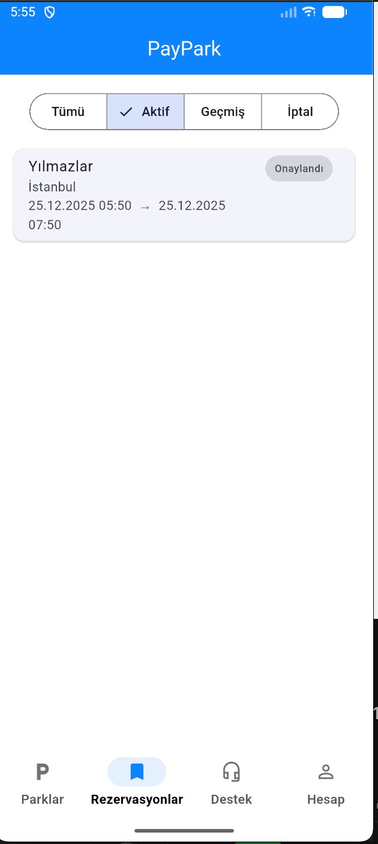 5:55
PayPark
Tümü
Aktif
Geçmiş
İptal
Yılmazlar
Onaylandı
İstanbul
25.12.2025 05:50 → 25.12.2025
07:50
Parklar
Rezervasyonlar
Destek
Hesap